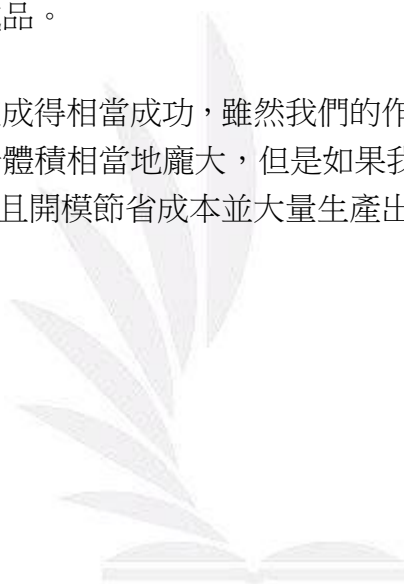 品。
成得相當成功，雖然我們的作
體積相當地龐大，但是如果我
且開模節省成本並大量生產出